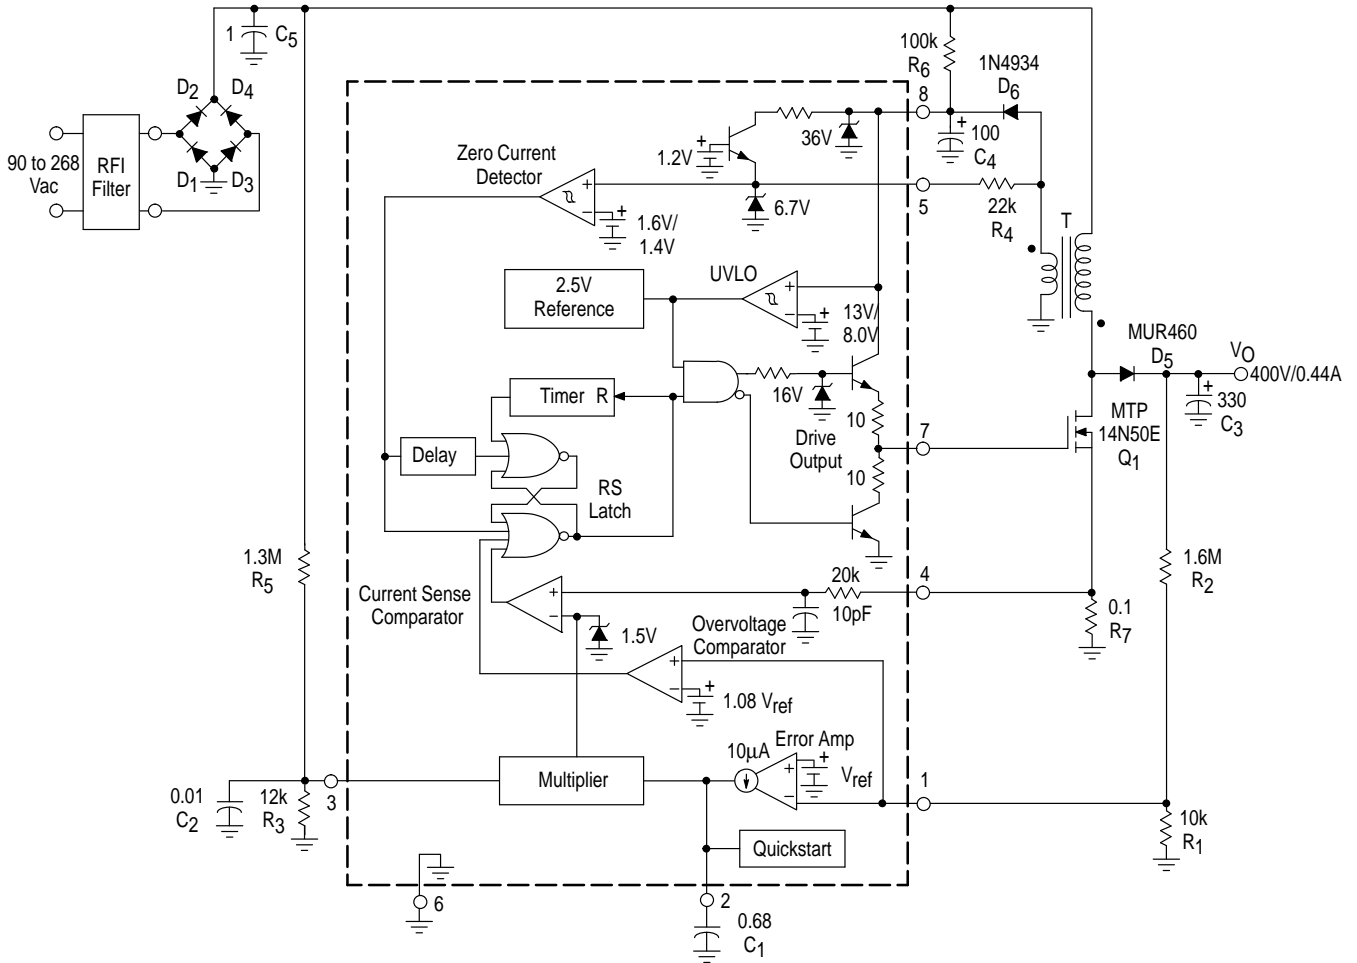 1
C5
100k
R6
1N4934
D6
8
D2
D4
D1
D3
90 to 268
Vac
RFI
Filter
+
100
C4
36V
+
1.2V
Zero Current
Detector
+
−
+
1.6V/
1.4V
6.7V
5
22k
R4
T
2.5V
Reference
UVLO
+
−
+
13V/
8.0V
MUR460
D5
VO
400V/0.44A
+
330
C3
Timer R
16V
10
Drive
Output
7
MTP
14N50E
Q1
Delay
10
RS
Latch
1.3M
R5
1.6M
R2
Current Sense
Comparator
+
−
20k
10pF
4
1.5V
0.1
R7
Overvoltage
Comparator
+
−
+
1.08 Vref
Multiplier
10µA
Error Amp
+
−
+
Vref
1
0.01
C2
12k
R3
3
10k
R1
Quickstart
6
2
0.68
C1